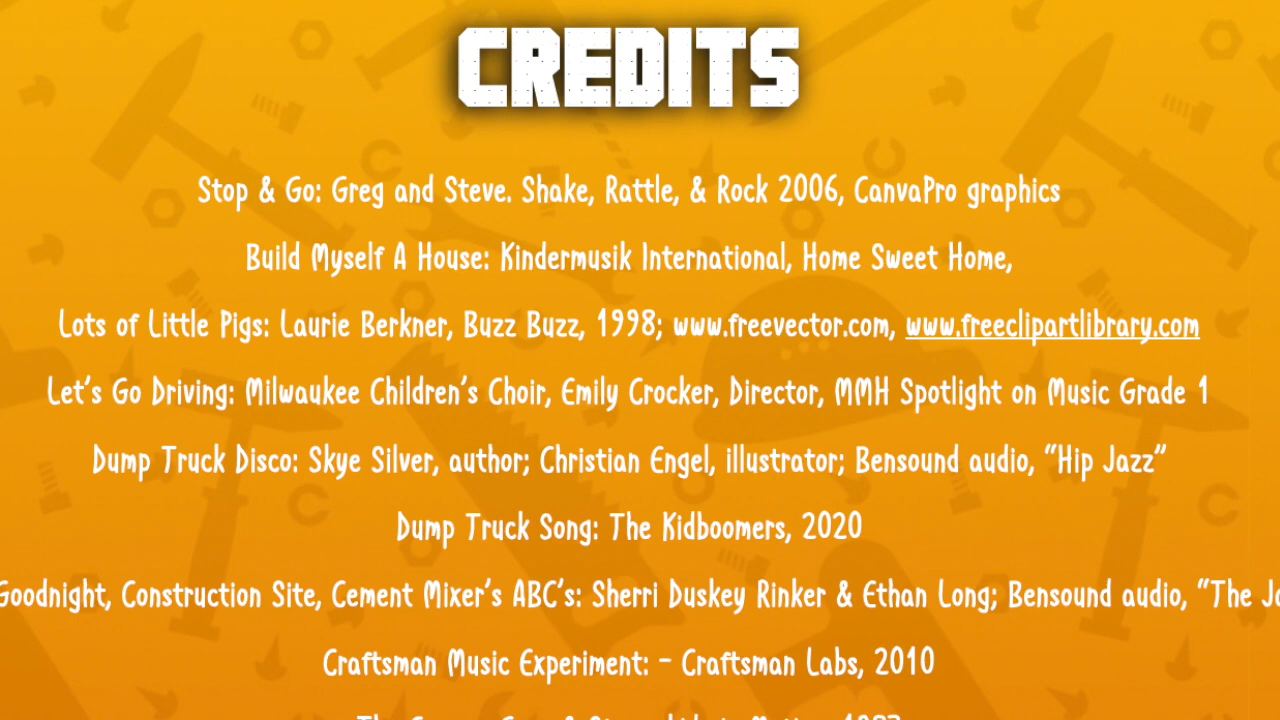 CREDITS
Stop & Go: Greg and Steve. Shake, Rattle, & Rock 2006, CanvaPro graphics
Build Myself A House: Kindermusik International, Home Sweet Home,
Lots of Little Pigs: Laurie Berkner, Buzz Buzz, 1998; www.freevector.com, www.freeclipartlibrary.com
Let's Go Driving: Milwaukee Children's Choir, Emily Crocker, Director, MMH Spotlight on Music Grade 1
Dump Truck Disco: Skye Silver, author; Christian Engel, illustrator; Bensound audio, "Hip Jazz"
Dump Truck Song: The Kidboomers, 2020
Goodnight, Construction Site, Cement Mixer's ABC's: Sherri Duskey Rinker & Ethan Long; Bensound audio, "The
Craftsman Music Experiment: - Craftsman Labs, 2010